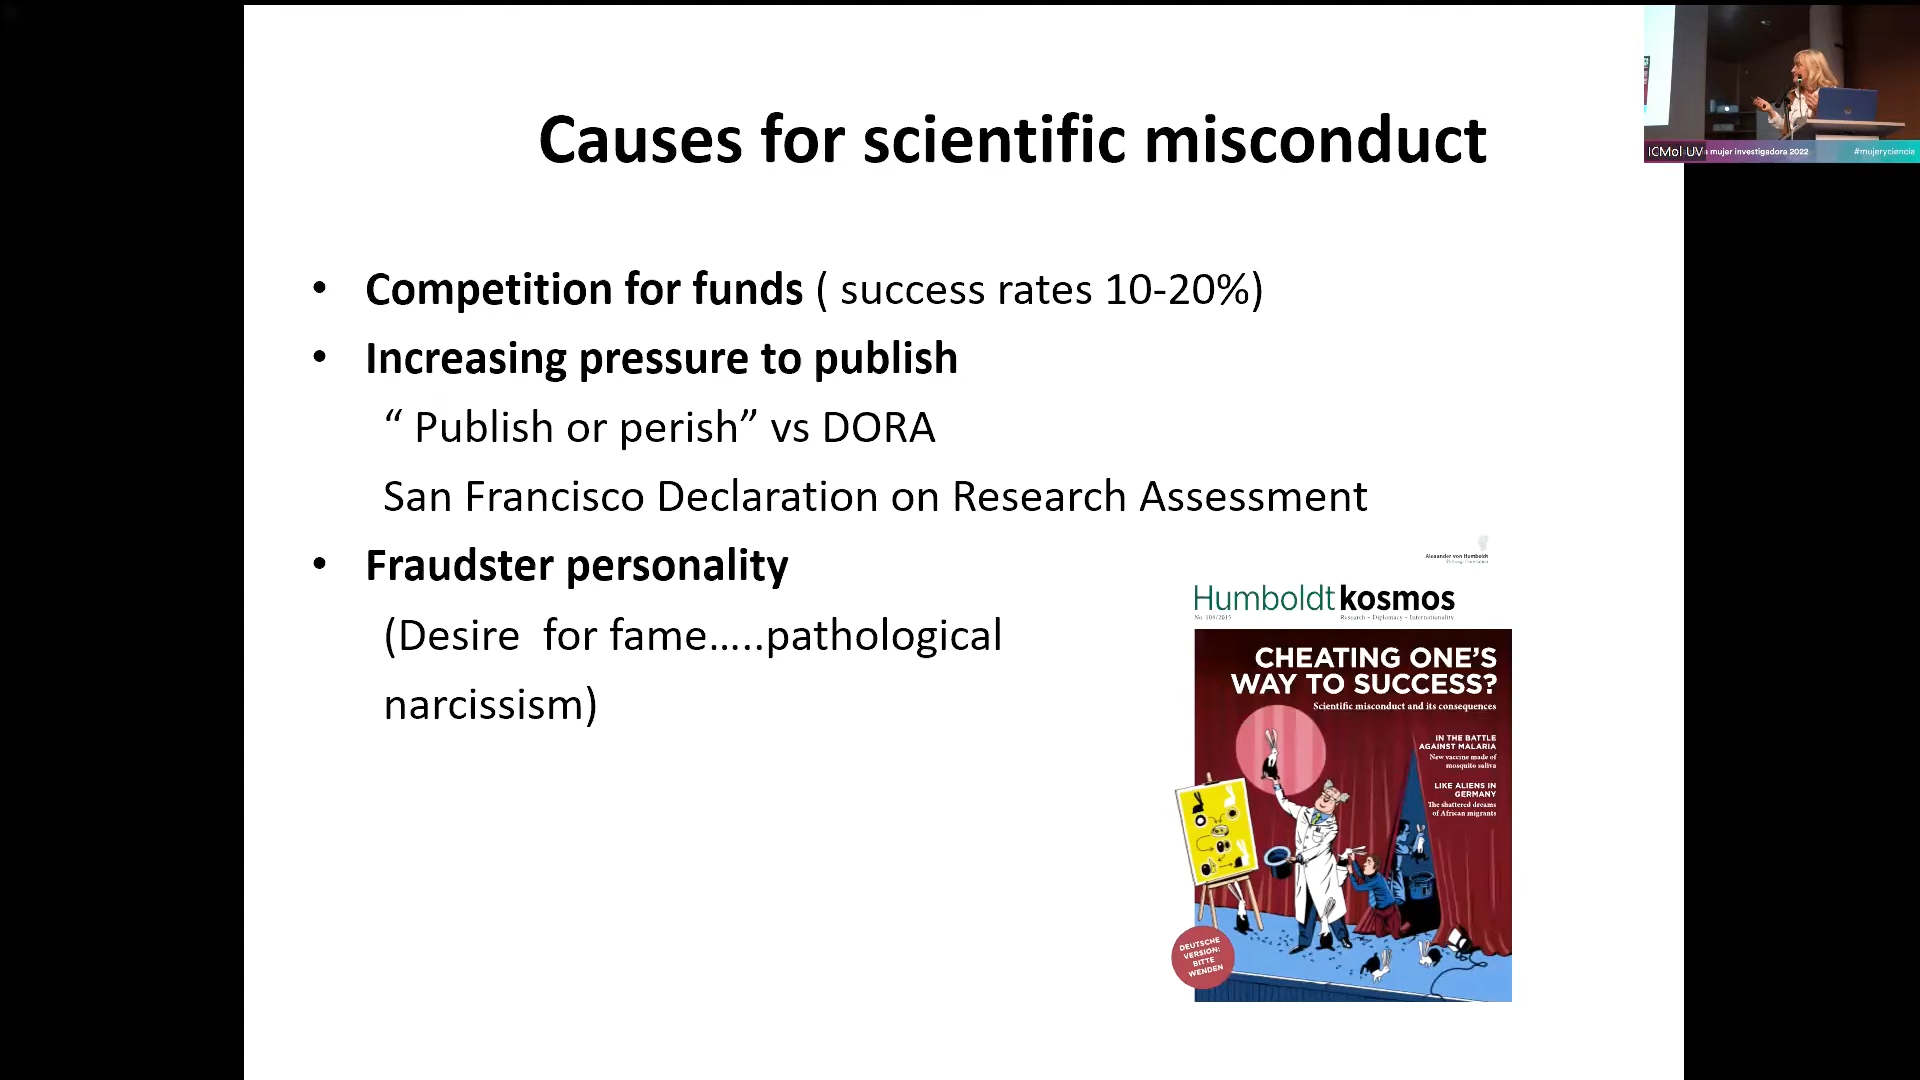 Causes for scientific misconduct
• Competition for funds ( success rates 10-20%)
• Increasing pressure to publish
“ Publish or perish” vs DORA
San Francisco Declaration on Research Assessment
• Fraudster personality
(Desire for fame.....pathological
narcissism)
Alexander von Humboldt
Humboldt kosmos
No. 104/2015
Research – Diplomacy – Internationality
CHEATING ONE'S
WAY TO SUCCESS?
Scientific misconduct and its consequences
IN THE BATTLE
AGAINST MALARIA
New vaccine made of
mosquito saliva
LIKE ALIENS IN
GERMANY
The shattered dreams
of African migrants
DEUTSCHE
VERSION:
BITTE
WENDEN
ICMol UV
mujer investigadora 2022
#mujeryciencia